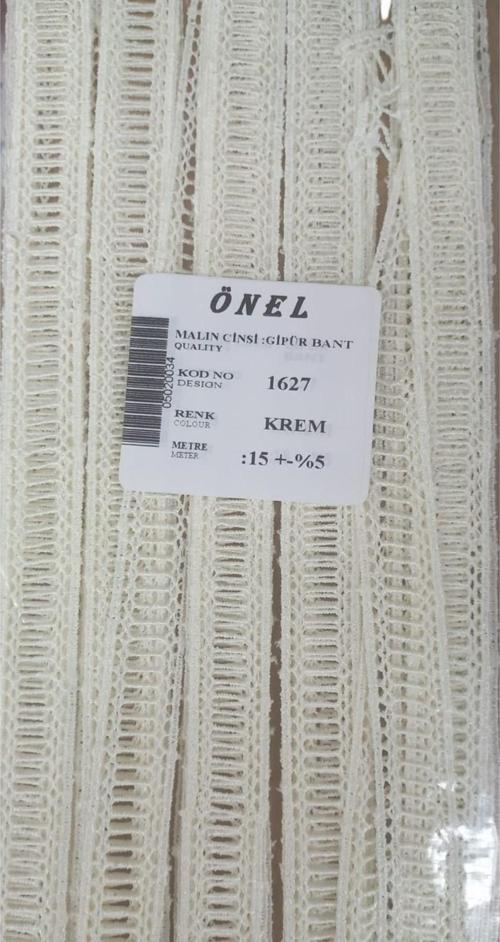 ÖNEL
MALIN CİNSİ :GİPÜR BANT
QUALITY
KOD NO 1627
DESIGN
RENK KREM
COLOUR
METRE :15 +-%5
METER
05020034